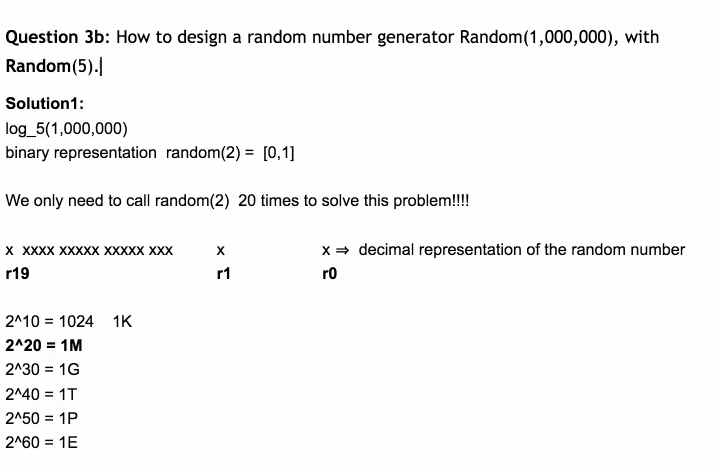 Question 3b: How to design a random number generator Random(1,000,000), with
Random(5).
Solution1:
log_5(1,000,000)
binary representation random(2) = [0,1]
We only need to call random(2) 20 times to solve this problem!!!!
x xxxx xxxxx xxxxx xxx x x ⇒ decimal representation of the random number
r19 r1 r0
2^10 = 1024 1K
2^20 = 1M
2^30 = 1G
2^40 = 1T
2^50 = 1P
2^60 = 1E